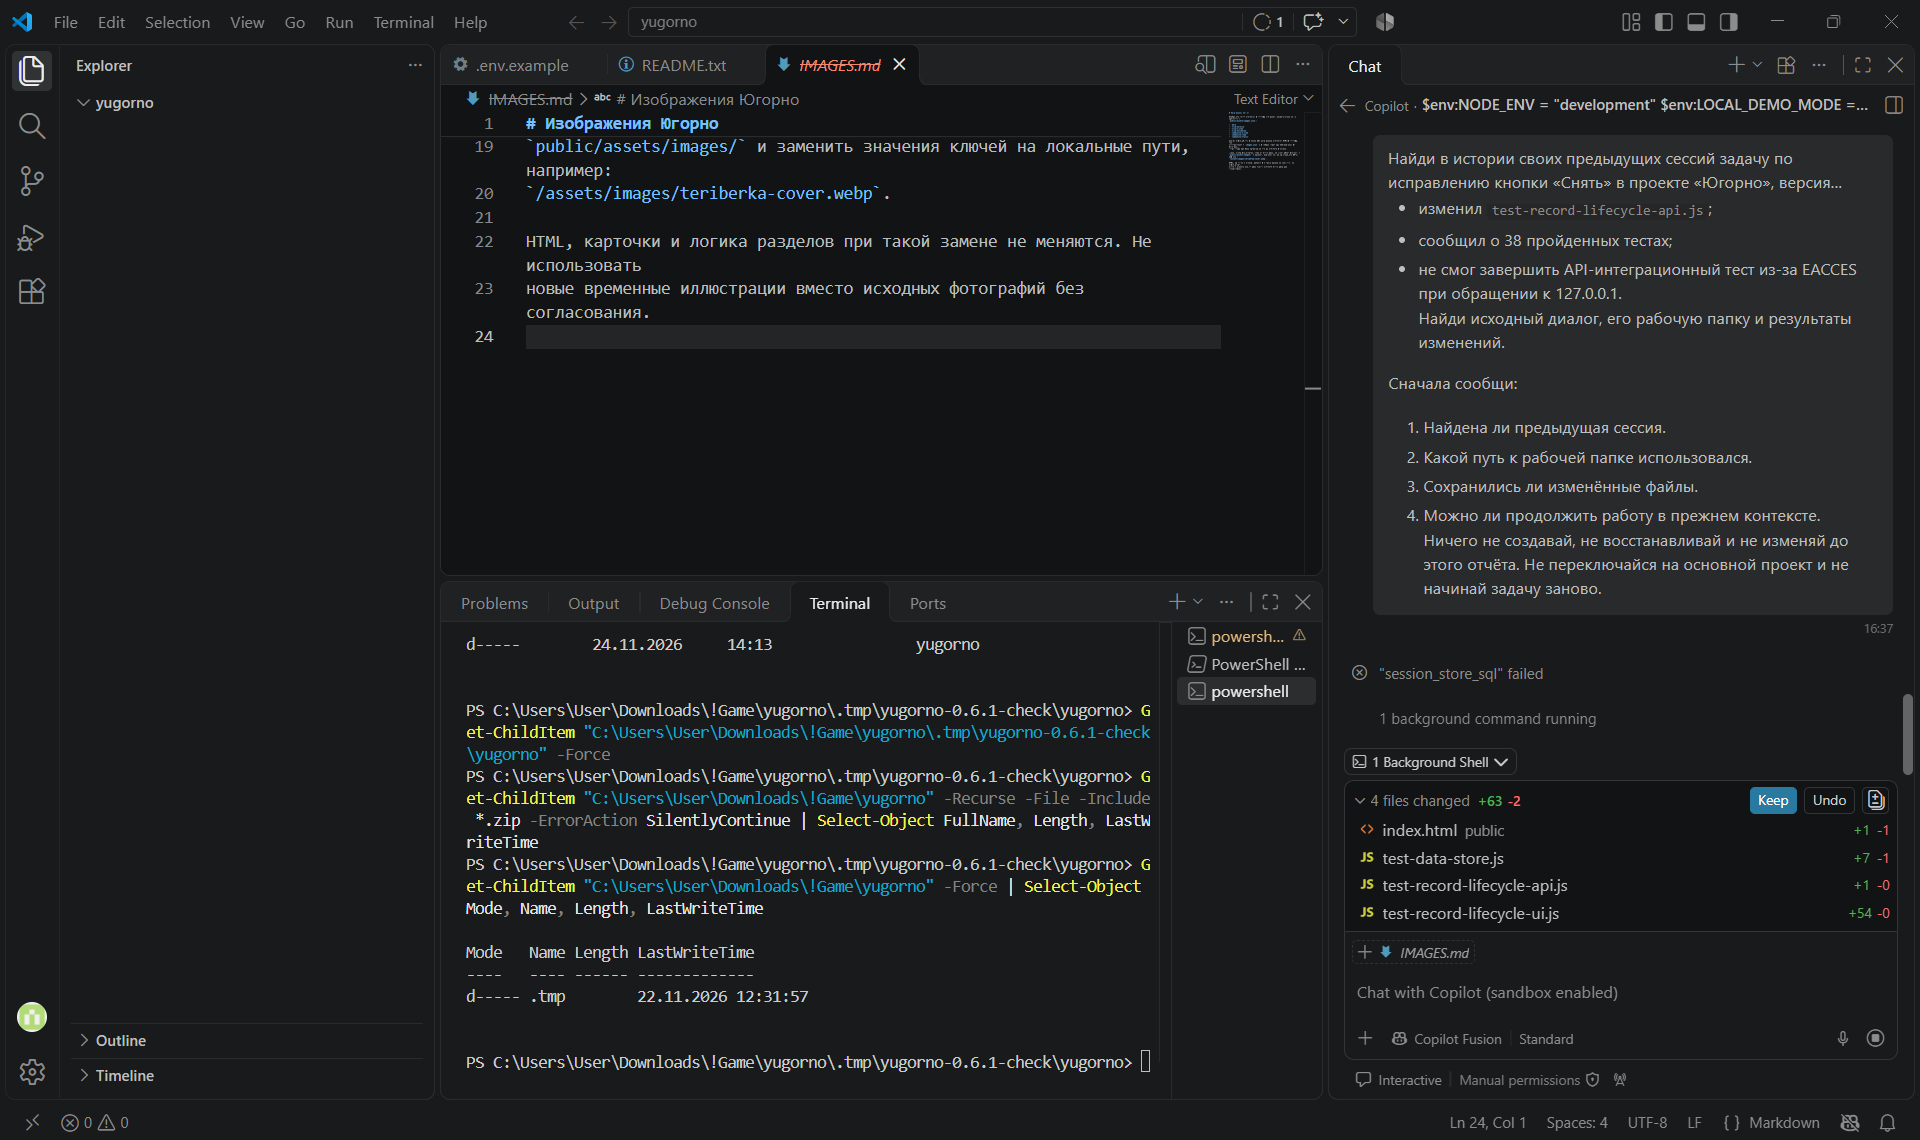 File Edit Selection View Go Run Terminal Help
yugorno
1
Explorer
yugorno
Outline
Timeline
.env.example
README.txt
IMAGES.md
IMAGES.md > abc # Изображения Югорно
Text Editor
1 # Изображения Югорно
19 `public/assets/images/` и заменить значения ключей на локальные пути,
например:
20 `/assets/images/teriberka-cover.webp`.
21
22 HTML, карточки и логика разделов при такой замене не меняются. Не
использовать
23 новые временные иллюстрации вместо исходных фотографий без
согласования.
24
Problems Output Debug Console Terminal Ports
d----- 24.11.2026 14:13 yugorno
PS C:\Users\User\Downloads\!Game\yugorno\.tmp\yugorno-0.6.1-check\yugorno> G
et-ChildItem "C:\Users\User\Downloads\!Game\yugorno\.tmp\yugorno-0.6.1-check
\yugorno" -Force
PS C:\Users\User\Downloads\!Game\yugorno\.tmp\yugorno-0.6.1-check\yugorno> G
et-ChildItem "C:\Users\User\Downloads\!Game\yugorno" -Recurse -File -Include
*.zip -ErrorAction SilentlyContinue | Select-Object FullName, Length, LastW
riteTime
PS C:\Users\User\Downloads\!Game\yugorno\.tmp\yugorno-0.6.1-check\yugorno> G
et-ChildItem "C:\Users\User\Downloads\!Game\yugorno" -Force | Select-Object
Mode, Name, Length, LastWriteTime
Mode Name Length LastWriteTime
---- ---- ------ -------------
d----- .tmp 22.11.2026 12:31:57
PS C:\Users\User\Downloads\!Game\yugorno\.tmp\yugorno-0.6.1-check\yugorno>
powersh...
PowerShell ...
powershell
Chat
Copilot · $env:NODE_ENV = "development" $env:LOCAL_DEMO_MODE =...
Найди в истории своих предыдущих сессий задачу по
исправлению кнопки «Снять» в проекте «Югорно», версия...
• изменил test-record-lifecycle-api.js;
• сообщил о 38 пройденных тестах;
• не смог завершить API-интеграционный тест из-за EACCES
при обращении к 127.0.0.1.
Найди исходный диалог, его рабочую папку и результаты
изменений.
Сначала сообщи:
1. Найдена ли предыдущая сессия.
2. Какой путь к рабочей папке использовался.
3. Сохранились ли изменённые файлы.
4. Можно ли продолжить работу в прежнем контексте.
Ничего не создавай, не восстанавливай и не изменяй до
этого отчёта. Не переключайся на основной проект и не
начинай задачу заново.
16:37
"session_store_sql" failed
1 background command running
1 Background Shell
4 files changed +63 -2
Keep Undo
index.html public +1 -1
JS test-data-store.js +7 -1
JS test-record-lifecycle-api.js +1 -0
JS test-record-lifecycle-ui.js +54 -0
IMAGES.md
Chat with Copilot (sandbox enabled)
Copilot Fusion Standard
Interactive Manual permissions
0 0
Ln 24, Col 1 Spaces: 4 UTF-8 LF { } Markdown